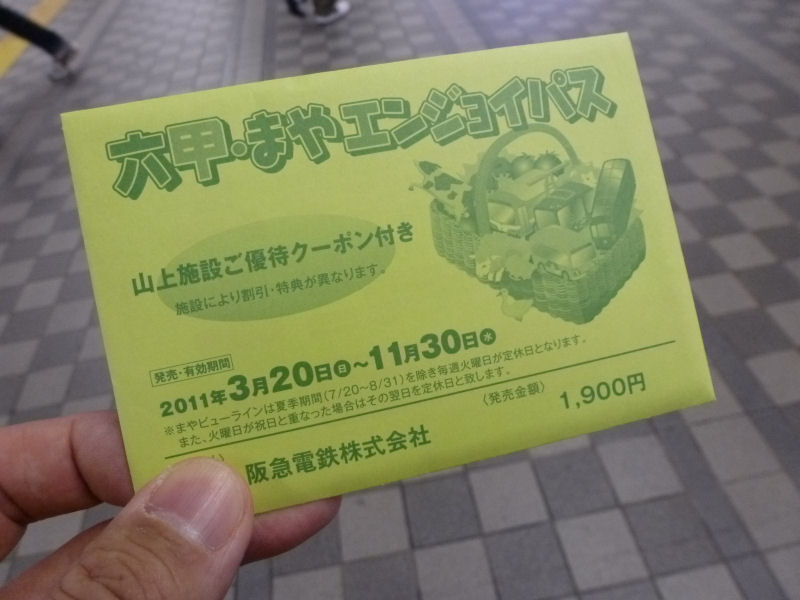 六甲・まやエンジョイパス
山上施設ご優待クーポン付き
施設により割引・特典が異なります。
発売・有効期間
2011年3月20日(日)〜11月30日(水)
※まやビューラインは夏季期間(7/20〜8/31)を除き毎週火曜日が定休日となります。
また、火曜日が祝日と重なった場合はその翌日を定休日と致します。
(発売金額) 1,900円
阪急電鉄株式会社